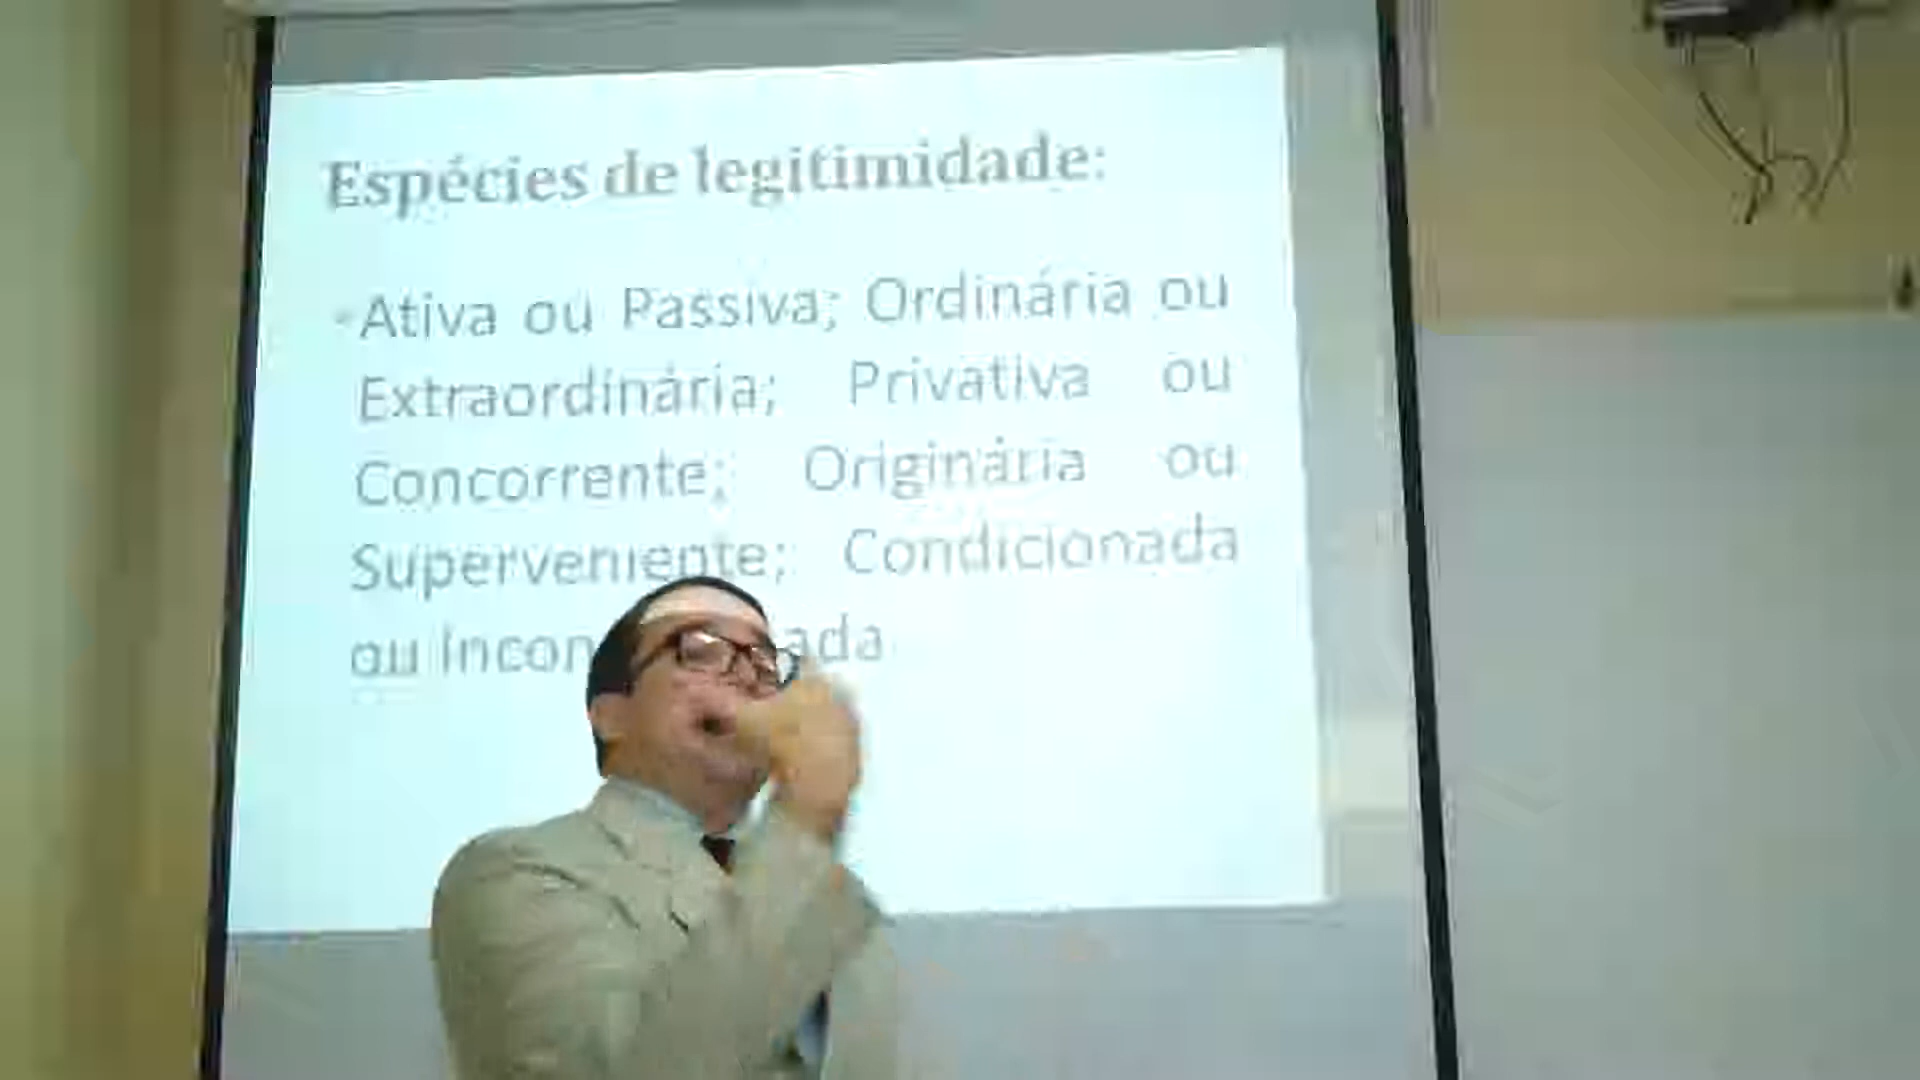 Espécies de legitimidade:
Ativa ou Passiva; Ordinária ou
Extraordinária; Privativa ou
Concorrente; Originária ou
Superveniente; Condicionada
ou